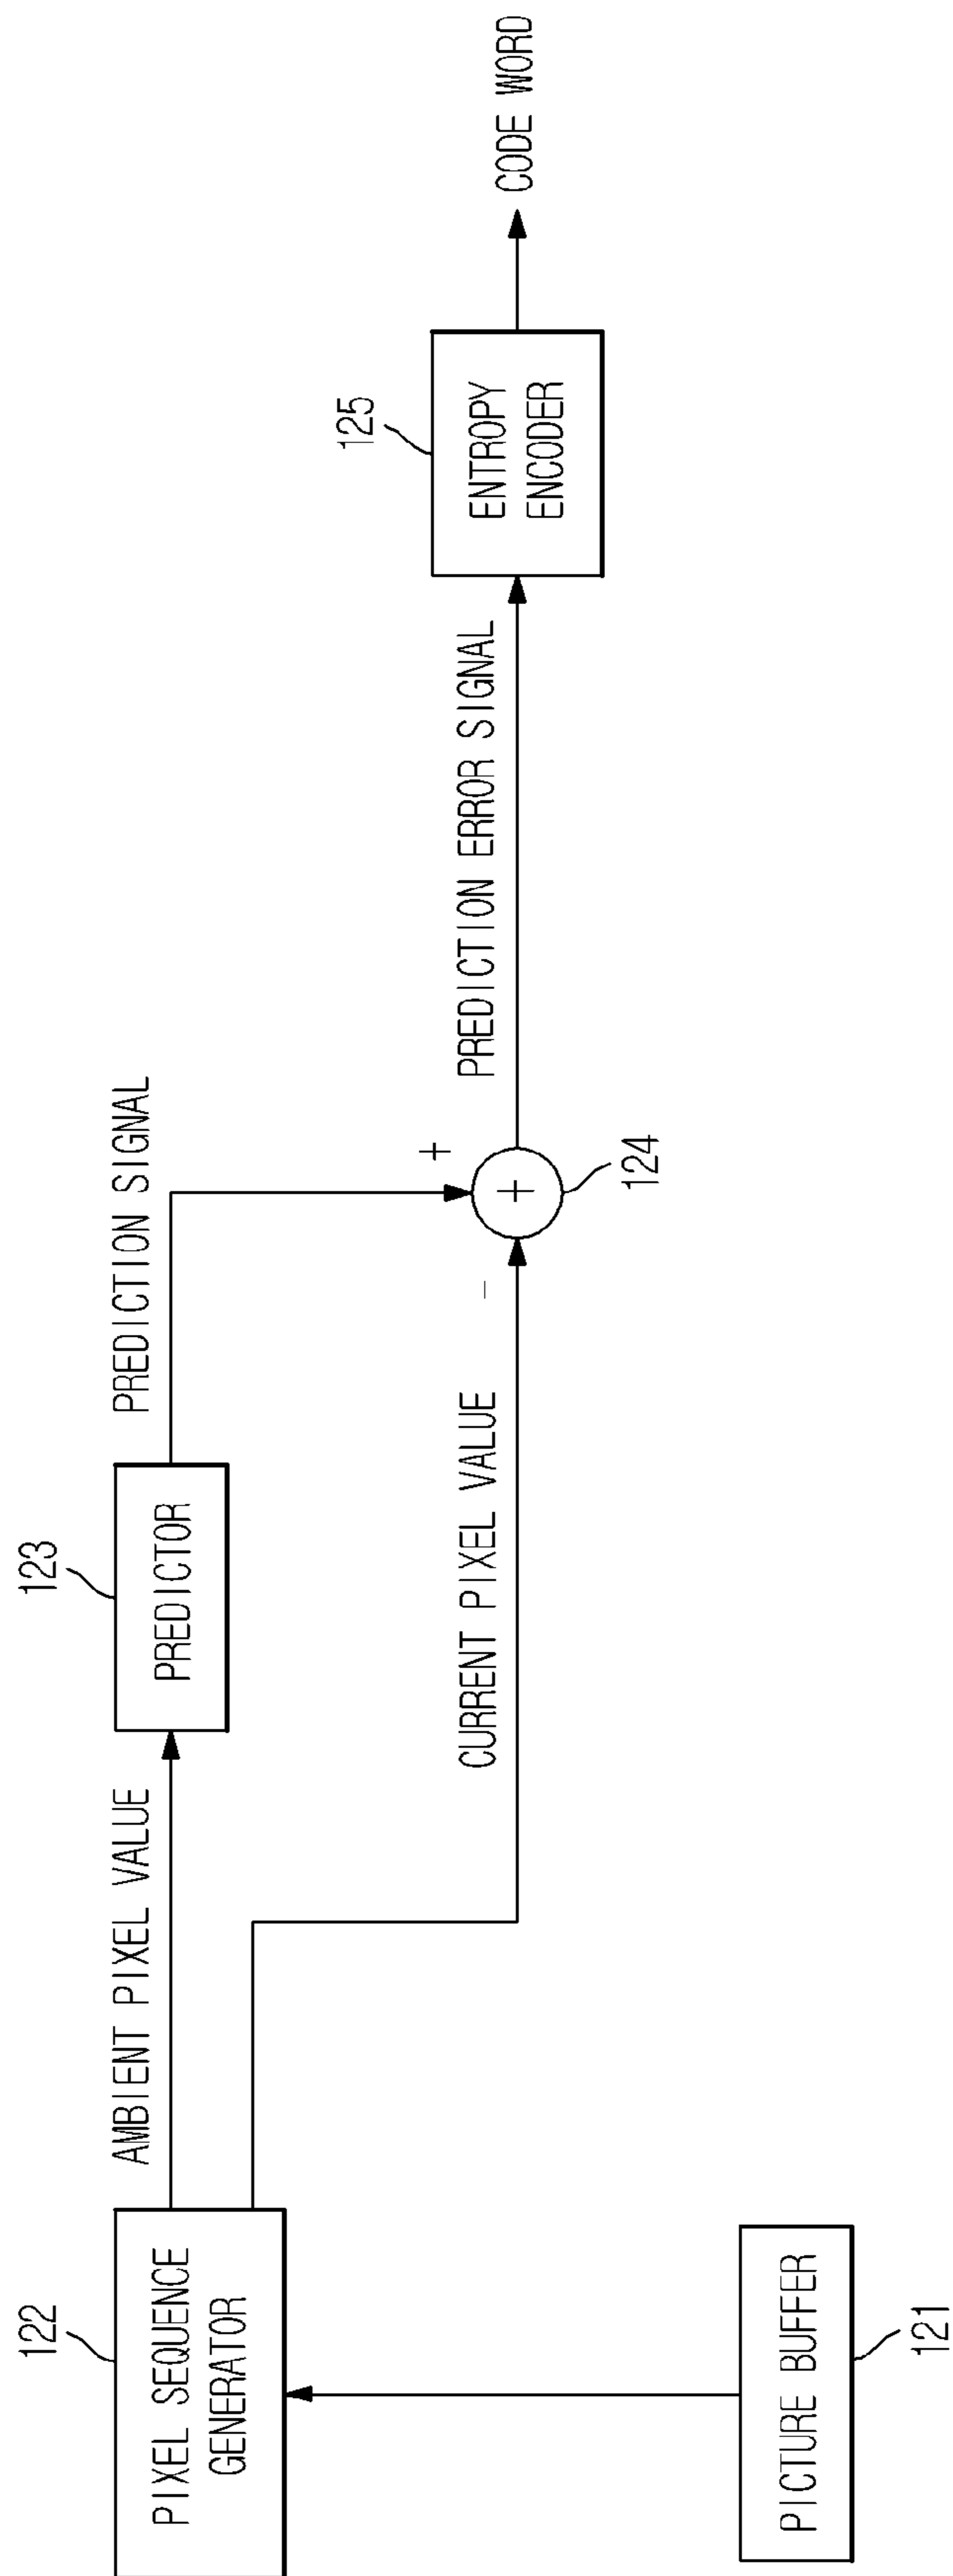 122
PIXEL SEQUENCE
GENERATOR
AMBIENT PIXEL VALUE
123
PREDICTOR
PREDICTION SIGNAL
+
CURRENT PIXEL VALUE
-
+
124
PREDICTION ERROR SIGNAL
125
ENTROPY
ENCODER
CODE WORD
PICTURE BUFFER
121